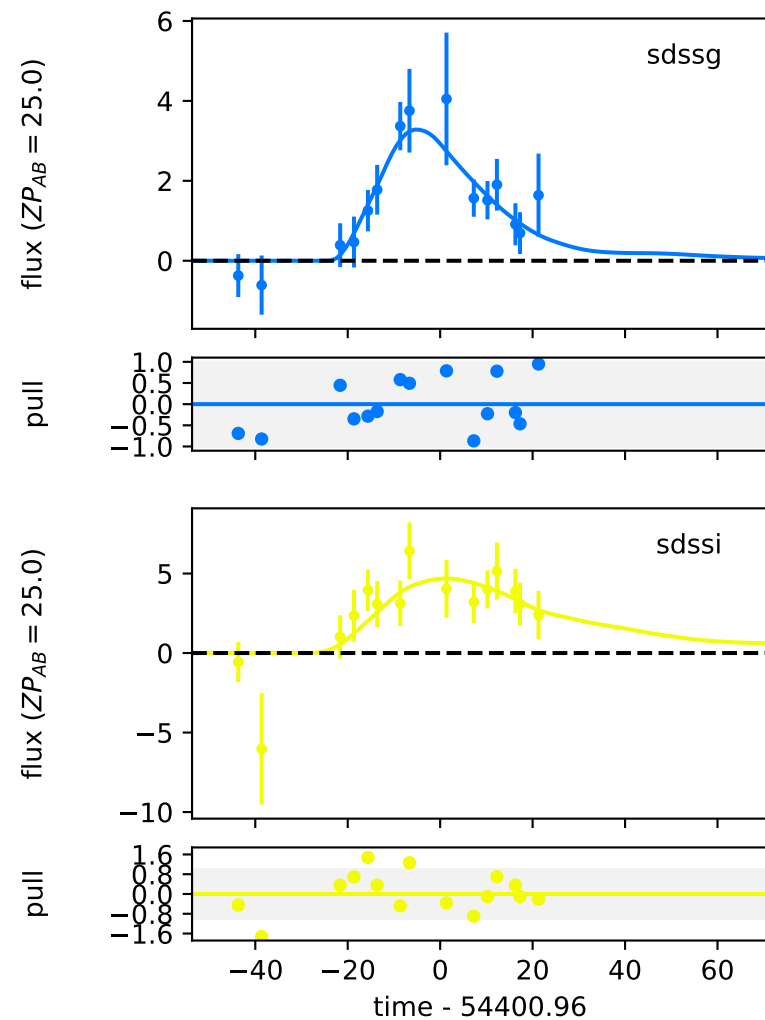 sdssg
flux (ZP_AB = 25.0)
6
4
2
0
pull
1.0
0.5
0.0
−0.5
−1.0
sdssi
flux (ZP_AB = 25.0)
5
0
−5
−10
pull
1.6
0.8
0.0
−0.8
−1.6
−40 −20 0 20 40 60
time - 54400.96